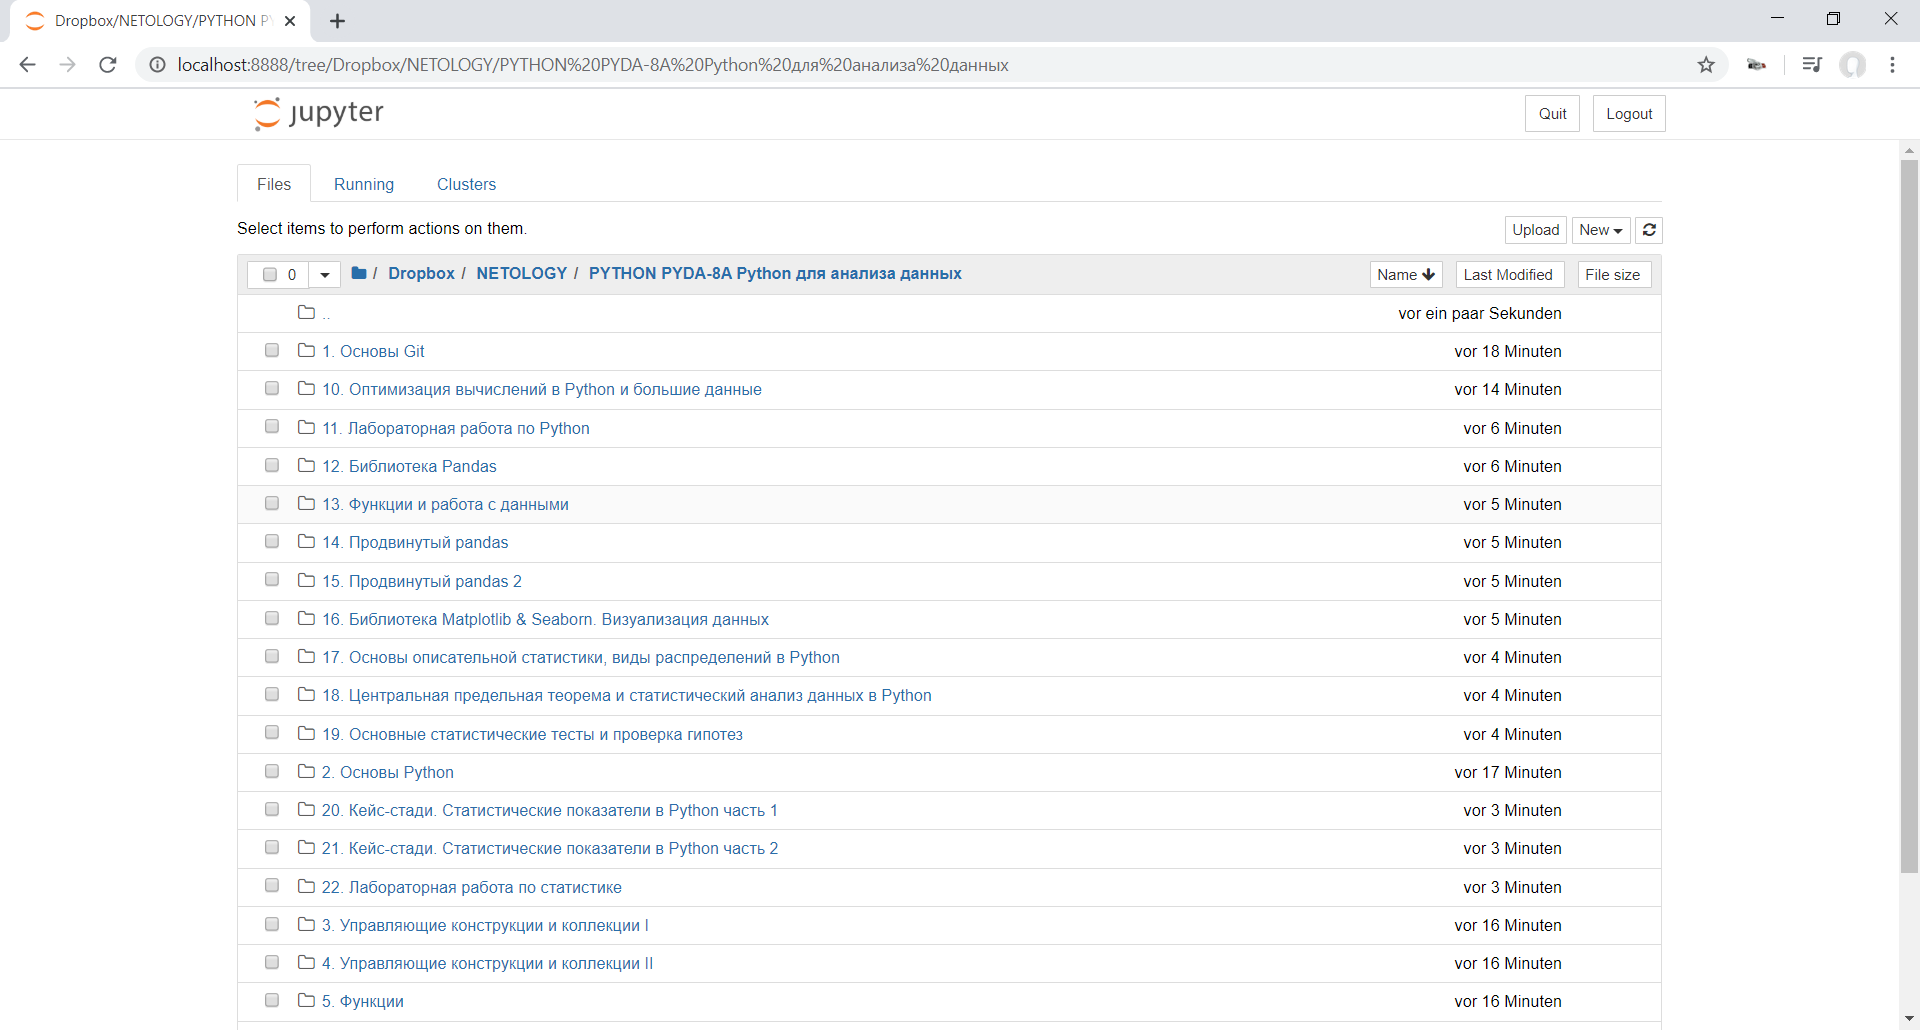 Dropbox/NETOLOGY/PYTHON PY
localhost:8888/tree/Dropbox/NETOLOGY/PYTHON%20PYDA-8A%20Python%20для%20анализа%20данных
jupyter
Quit Logout
Files Running Clusters
Select items to perform actions on them.
Upload New
0 / Dropbox / NETOLOGY / PYTHON PYDA-8A Python для анализа данных Name Last Modified File size
.. vor ein paar Sekunden
1. Основы Git vor 18 Minuten
10. Оптимизация вычислений в Python и большие данные vor 14 Minuten
11. Лабораторная работа по Python vor 6 Minuten
12. Библиотека Pandas vor 6 Minuten
13. Функции и работа с данными vor 5 Minuten
14. Продвинутый pandas vor 5 Minuten
15. Продвинутый pandas 2 vor 5 Minuten
16. Библиотека Matplotlib & Seaborn. Визуализация данных vor 5 Minuten
17. Основы описательной статистики, виды распределений в Python vor 4 Minuten
18. Центральная предельная теорема и статистический анализ данных в Python vor 4 Minuten
19. Основные статистические тесты и проверка гипотез vor 4 Minuten
2. Основы Python vor 17 Minuten
20. Кейс-стади. Статистические показатели в Python часть 1 vor 3 Minuten
21. Кейс-стади. Статистические показатели в Python часть 2 vor 3 Minuten
22. Лабораторная работа по статистике vor 3 Minuten
3. Управляющие конструкции и коллекции I vor 16 Minuten
4. Управляющие конструкции и коллекции II vor 16 Minuten
5. Функции vor 16 Minuten